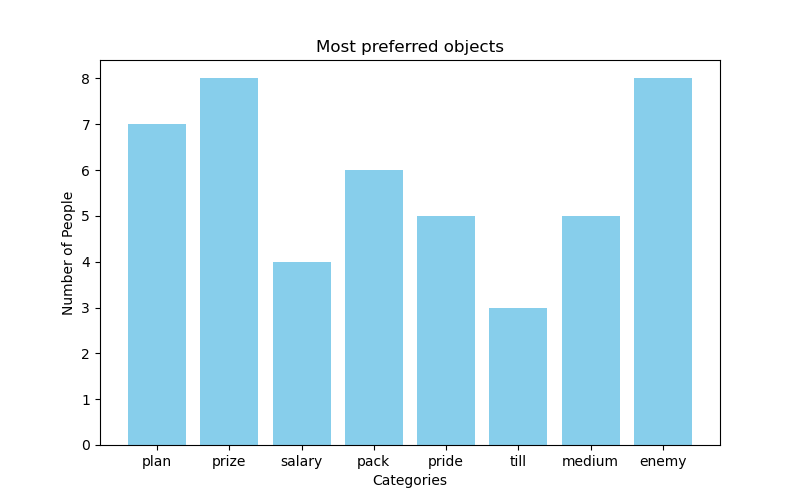 Most preferred objects
Number of People
8
7
6
5
4
3
2
1
0
plan prize salary pack pride till medium enemy
Categories